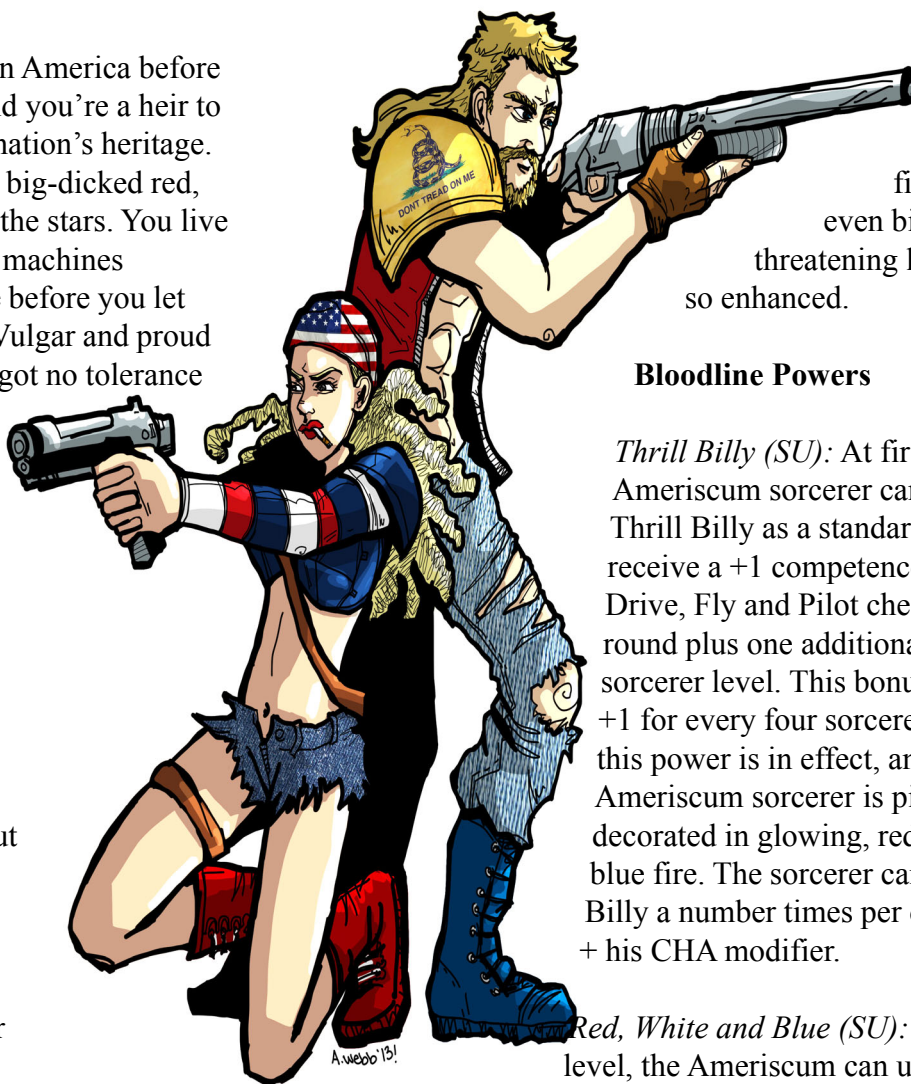 n America before
d you're a heir to
nation's heritage.
big-dicked red,
the stars. You live
machines
before you let
Vulgar and proud
got no tolerance
ut
r
DON'T TREAD ON ME
fi
even bi
threatening
so enhanced.
Bloodline Powers
Thrill Billy (SU): At fir
Ameriscum sorcerer car
Thrill Billy as a standar
receive a +1 competenc
Drive, Fly and Pilot che
round plus one additiona
sorcerer level. This bonu
+1 for every four sorcere
this power is in effect, an
Ameriscum sorcerer is pi
decorated in glowing, red
blue fire. The sorcerer car
Billy a number times per
+ his CHA modifier.
Red, White and Blue (SU):
level, the Ameriscum can u
A.Webb '13!